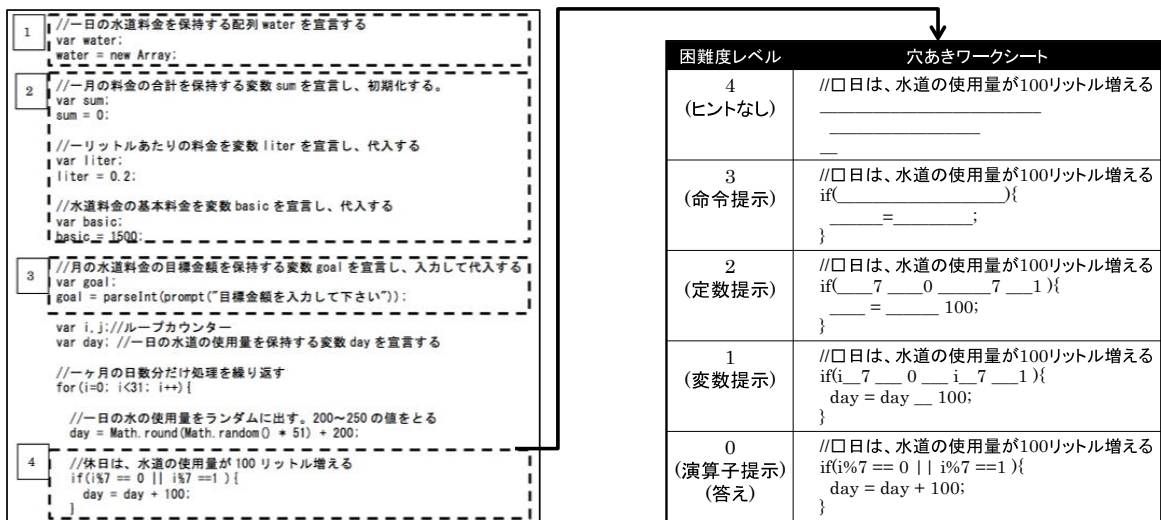 1
//一日の水道料金を保持する配列 water を宣言する
var water;
water = new Array;
2
//一月の料金の合計を保持する変数 sum を宣言し、初期化する。
var sum;
sum = 0;
//一リットルあたりの料金を変数 liter を宣言し、代入する
var liter;
liter = 0.2;
//水道料金の基本料金を変数 basic を宣言し、代入する
var basic;
basic = 1500;
3
//月の水道料金の目標金額を保持する変数 goal を宣言し、入力して代入する
var goal;
goal = parseInt(prompt("目標金額を入力して下さい"));
var i,j;//ループカウンター
var day; //一日の水道の使用量を保持する変数 day を宣言する
//一ヶ月の日数分だけ処理を繰り返す
for(i=0; i<31; i++){
//一日の水の使用量をランダムに出す。200～250 の値をとる
day = Math.round(Math.random() * 51) + 200;
4
//休日は、水道の使用量が 100 リットル増える
if(i%7 == 0 || i%7 ==1 ){
day = day + 100;
}
困難度レベル 穴あきワークシート
4
(ヒントなし)
//□日は、水道の使用量が100リットル増える
_________________________
_________________
__
3
(命令提示)
//□日は、水道の使用量が100リットル増える
if(___________________){
______=_________;
}
2
(定数提示)
//□日は、水道の使用量が100リットル増える
if(____7 ____0 ______7 ___1 ){
____ = ______ 100;
}
1
(変数提示)
//□日は、水道の使用量が100リットル増える
if(i__7 ___ 0 ___ i__7 ___1 ){
day = day __ 100;
}
0
(演算子提示)
(答え)
//□日は、水道の使用量が100リットル増える
if(i%7 == 0 | | i%7 ==1 ){
day = day + 100;
}